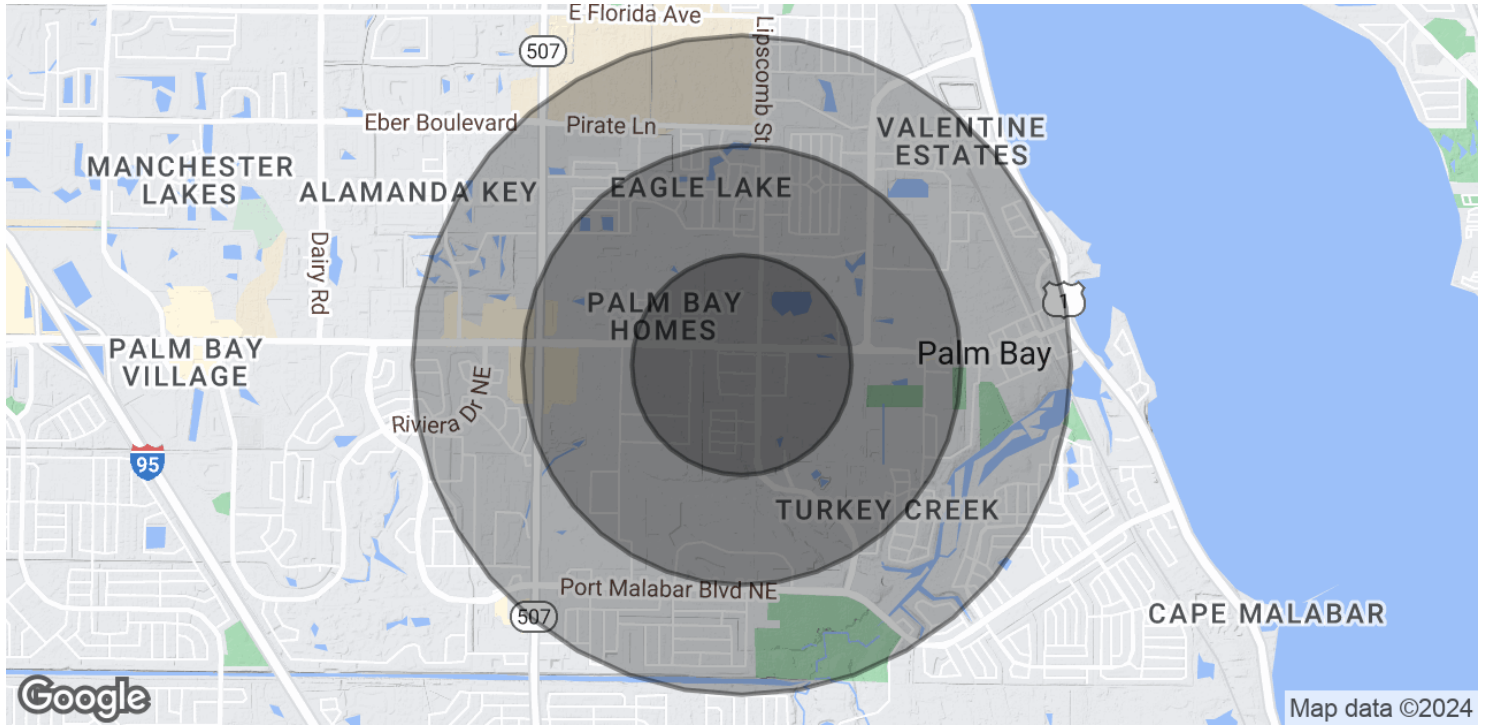 E Florida Ave
507
Lipscomb St
Eber Boulevard
Pirate Ln
VALENTINE
ESTATES
MANCHESTER
LAKES
ALAMANDA KEY
EAGLE LAKE
Dairy Rd
PALM BAY
HOMES
1
PALM BAY
VILLAGE
Palm Bay
Riviera Dr NE
95
TURKEY CREEK
Port Malabar Blvd NE
507
CAPE MALABAR
Google
Map data ©2024